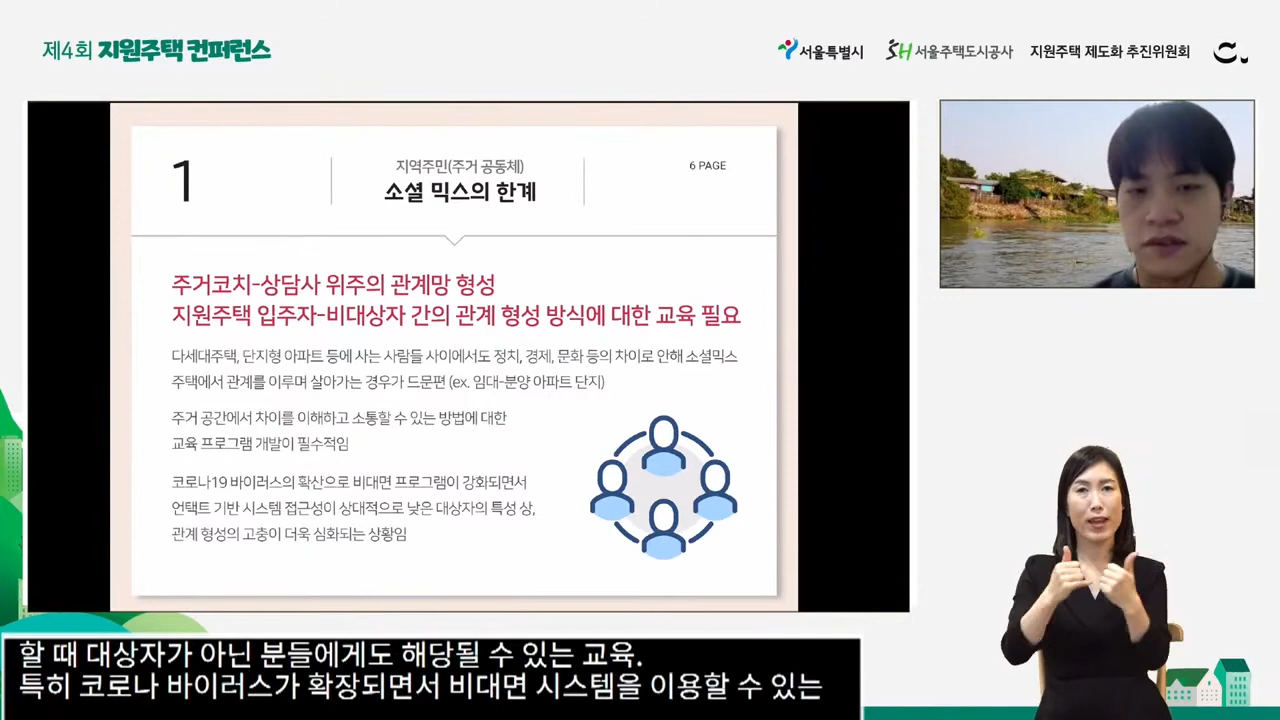 제4회 지원주택 컨퍼런스
서울특별시
SH 서울주택도시공사
지원주택 제도화 추진위원회
1
지역주민(주거 공동체)
소셜 믹스의 한계
6 PAGE
주거코치-상담사 위주의 관계망 형성
지원주택 입주자-비대상자 간의 관계 형성 방식에 대한 교육 필요
다세대주택, 단지형 아파트 등에 사는 사람들 사이에서도 정치, 경제, 문화 등의 차이로 안해 소셜믹스
주택에서 관계를 이루며 살아가는 경우가 드문편 (ex. 임대-분양 아파트 단지)
주거 공간에서 차이를 이해하고 소통할 수 있는 방법에 대한
교육 프로그램 개발이 필수적임
코로나19 바이러스의 확산으로 비대면 프로그램이 강화되면서
언택트 기반 시스템 접근성이 상대적으로 낮은 대상자의 특성 상,
관계 형성의 고충이 더욱 심화되는 상황임
할 때 대상자가 아닌 분들에게도 해당될 수 있는 교육.
특히 코로나 바이러스가 확장되면서 비대면 시스템을 이용할 수 있는